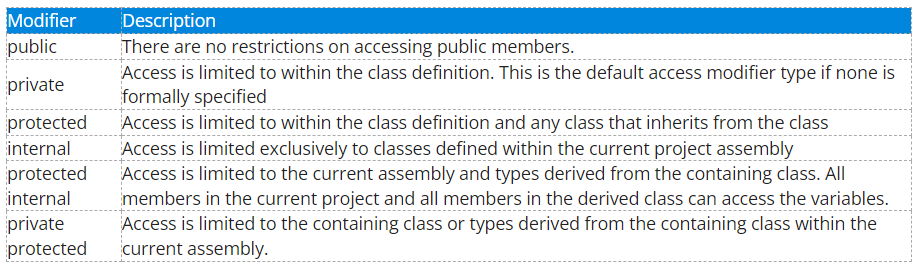 Modifier Description
public There are no restrictions on accessing public members.
private Access is limited to within the class definition. This is the default access modifier type if none is
formally specified
protected Access is limited to within the class definition and any class that inherits from the class
internal Access is limited exclusively to classes defined within the current project assembly
protected Access is limited to the current assembly and types derived from the containing class. All
internal members in the current project and all members in the derived class can access the variables.
private Access is limited to the containing class or types derived from the containing class within the
protected current assembly.